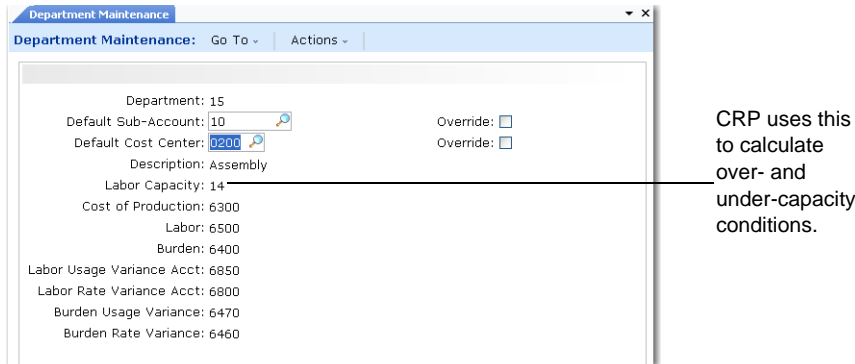 Department Maintenance
Department Maintenance: Go To Actions
Department: 15
Default Sub-Account: 10 Override:
Default Cost Center: 0200 Override:
Description: Assembly
Labor Capacity: 14
Cost of Production: 6300
Labor: 6500
Burden: 6400
Labor Usage Variance Acct: 6850
Labor Rate Variance Acct: 6800
Burden Usage Variance: 6470
Burden Rate Variance: 6460
CRP uses this
to calculate
over- and
under-capacity
conditions.